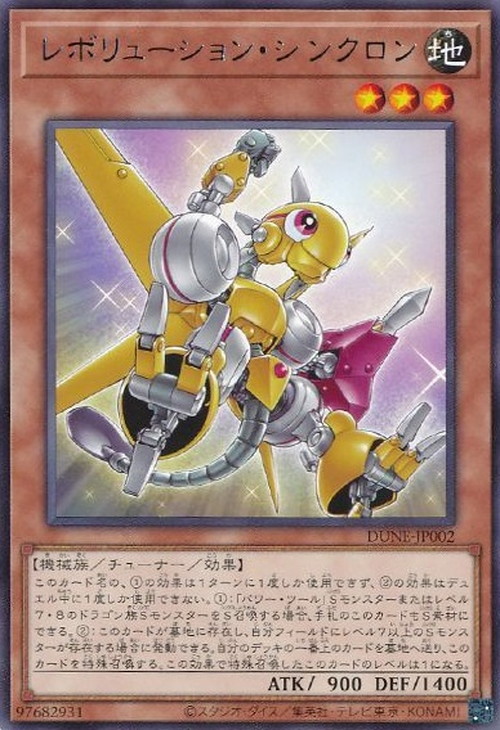 レボリューション・シンクロン
地
DUNE-JP002
【機械族／チューナー／効果】
このカード名の、①の効果は１ターンに１度しか使用できず、②の効果はデュエ
ル中に１度しか使用できない。①：「パワー・ツール」Ｓモンスターまたはレベル
７・８のドラゴン族Ｓモンスターをｓ召喚する場合、手札のこのカードもＳ素材に
できる。②：このカードが墓地に存在し、自分フィールドにレベル７以上のＳモンス
ターが存在する場合に発動できる。自分のデッキの一番上のカードを墓地へ送り、この
カードを特殊召喚する。この効果で特殊召喚したこのカードのレベルは１になる。
ATK/ 900 DEF/1400
97682931
©スタジオ・ダイス／集英社・テレビ東京・KONAMI